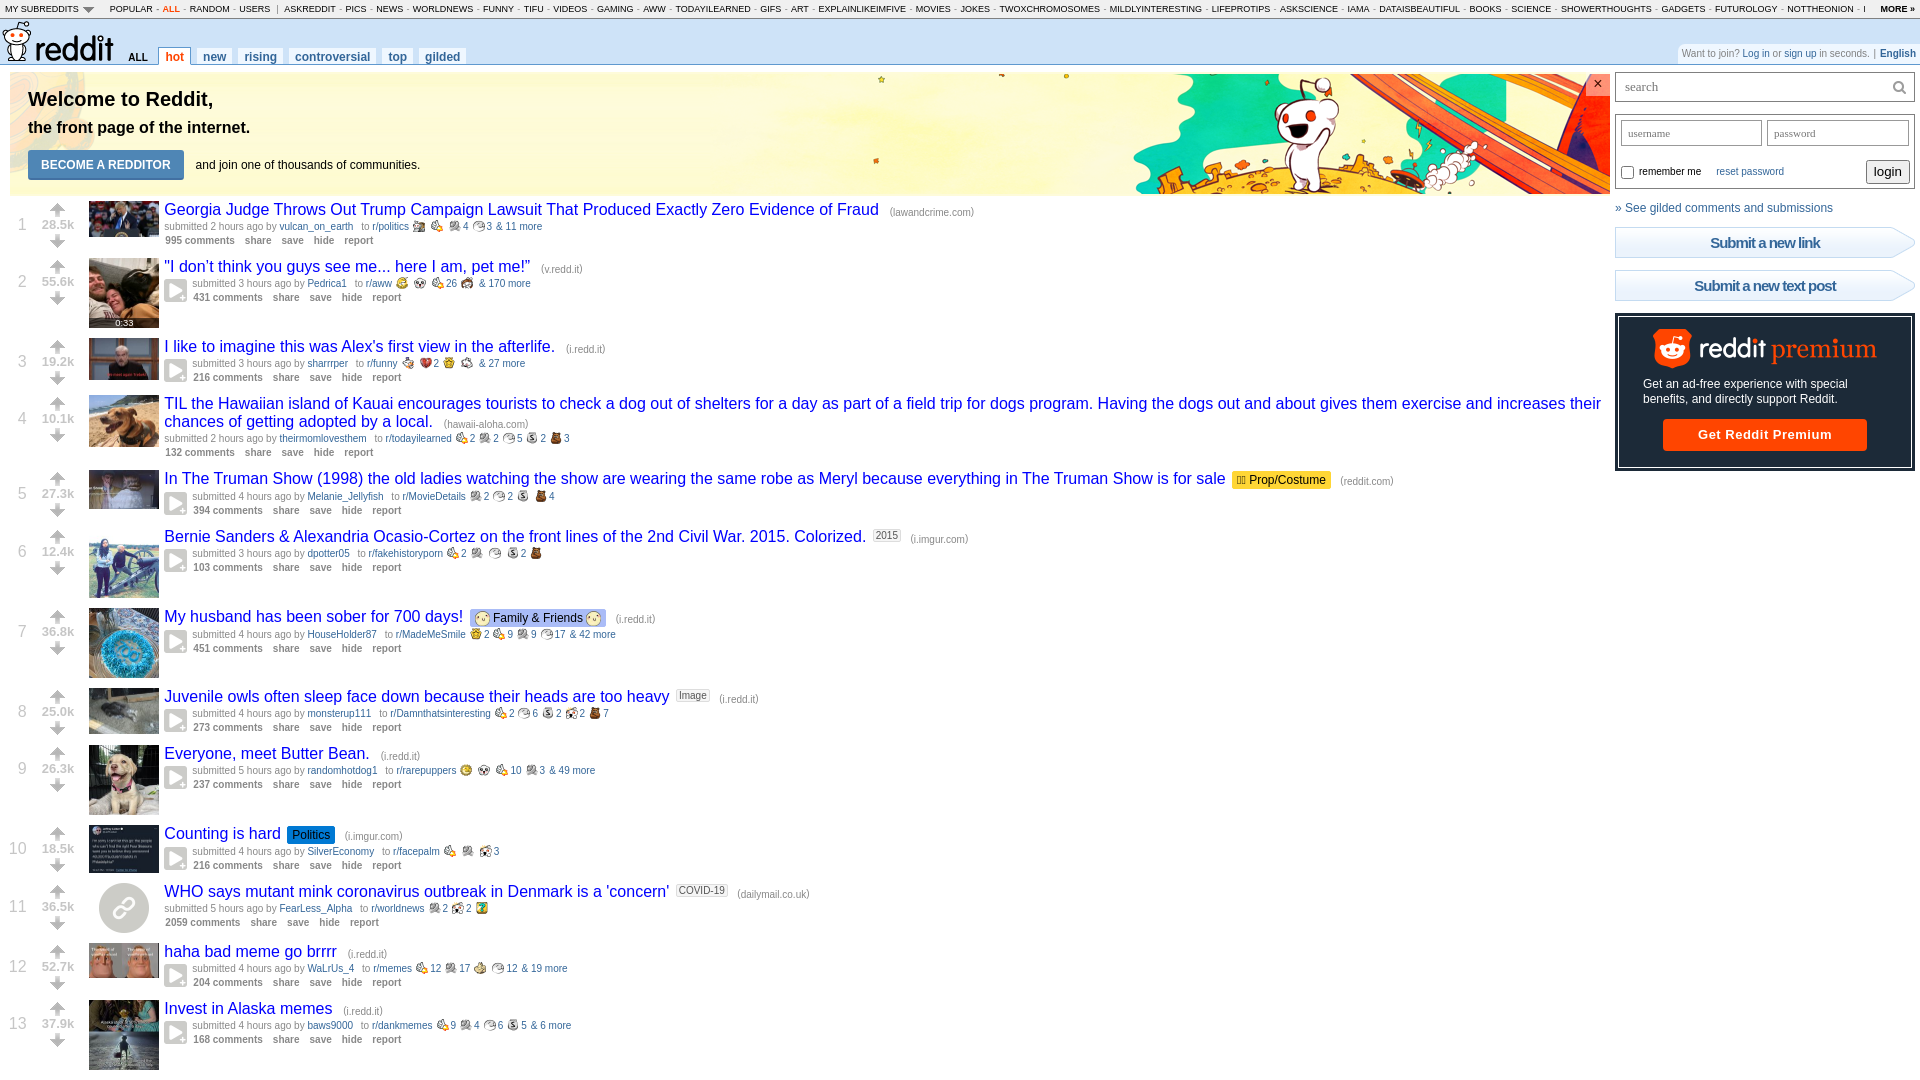 MY SUBREDDITS POPULAR - ALL - RANDOM - USERS | ASKREDDIT - PICS - NEWS - WORLDNEWS - FUNNY - TIFU - VIDEOS - GAMING - AWW - TODAYILEARNED - GIFS - ART - EXPLAINLIKEIMFIVE - MOVIES - JOKES - TWOXCHROMOSOMES - MILDLYINTERESTING - LIFEPROTIPS - ASKSCIENCE - IAMA - DATAISBEAUTIFUL - BOOKS - SCIENCE - SHOWERTHOUGHTS - GADGETS - FUTUROLOGY - NOTTHEONION - MORE »
reddit ALL hot new rising controversial top gilded
Want to join? Log in or sign up in seconds. | English
Welcome to Reddit,
the front page of the internet.
BECOME A REDDITOR and join one of thousands of communities.
×
1
28.5k
Georgia Judge Throws Out Trump Campaign Lawsuit That Produced Exactly Zero Evidence of Fraud (lawandcrime.com)
submitted 2 hours ago by vulcan_on_earth to r/politics 4 3 & 11 more
995 comments share save hide report
2
55.6k
0:33
"I don’t think you guys see me... here I am, pet me!” (v.redd.it)
submitted 3 hours ago by Pedrica1 to r/aww 26 & 170 more
431 comments share save hide report
3
19.2k
I like to imagine this was Alex's first view in the afterlife. (i.redd.it)
submitted 3 hours ago by sharrrper to r/funny 2 & 27 more
216 comments share save hide report
4
10.1k
TIL the Hawaiian island of Kauai encourages tourists to check a dog out of shelters for a day as part of a field trip for dogs program. Having the dogs out and about gives them exercise and increases their
chances of getting adopted by a local. (hawaii-aloha.com)
submitted 2 hours ago by theirmomlovesthem to r/todayilearned 2 2 5 2 3
132 comments share save hide report
5
27.3k
In The Truman Show (1998) the old ladies watching the show are wearing the same robe as Meryl because everything in The Truman Show is for sale Prop/Costume (reddit.com)
submitted 4 hours ago by Melanie_Jellyfish to r/MovieDetails 2 2 4
394 comments share save hide report
6
12.4k
Bernie Sanders & Alexandria Ocasio-Cortez on the front lines of the 2nd Civil War. 2015. Colorized. 2015 (i.imgur.com)
submitted 3 hours ago by dpotter05 to r/fakehistoryporn 2 2
103 comments share save hide report
7
36.8k
My husband has been sober for 700 days! Family & Friends (i.redd.it)
submitted 4 hours ago by HouseHolder87 to r/MadeMeSmile 2 9 9 17 & 42 more
451 comments share save hide report
8
25.0k
Juvenile owls often sleep face down because their heads are too heavy Image (i.redd.it)
submitted 4 hours ago by monsterup111 to r/Damnthatsinteresting 2 6 2 2 7
273 comments share save hide report
9
26.3k
Everyone, meet Butter Bean. (i.redd.it)
submitted 5 hours ago by randomhotdog1 to r/rarepuppers 10 3 & 49 more
237 comments share save hide report
10
18.5k
Counting is hard Politics (i.imgur.com)
submitted 4 hours ago by SilverEconomy to r/facepalm 3
216 comments share save hide report
11
36.5k
WHO says mutant mink coronavirus outbreak in Denmark is a 'concern' COVID-19 (dailymail.co.uk)
submitted 5 hours ago by FearLess_Alpha to r/worldnews 2 2
2059 comments share save hide report
12
52.7k
haha bad meme go brrrr (i.redd.it)
submitted 4 hours ago by WaLrUs_4 to r/memes 12 17 12 & 19 more
204 comments share save hide report
13
37.9k
Invest in Alaska memes (i.redd.it)
submitted 4 hours ago by baws9000 to r/dankmemes 9 4 6 5 & 6 more
168 comments share save hide report
search
username password
remember me reset password login
» See gilded comments and submissions
Submit a new link
Submit a new text post
reddit premium
Get an ad-free experience with special
benefits, and directly support Reddit.
Get Reddit Premium